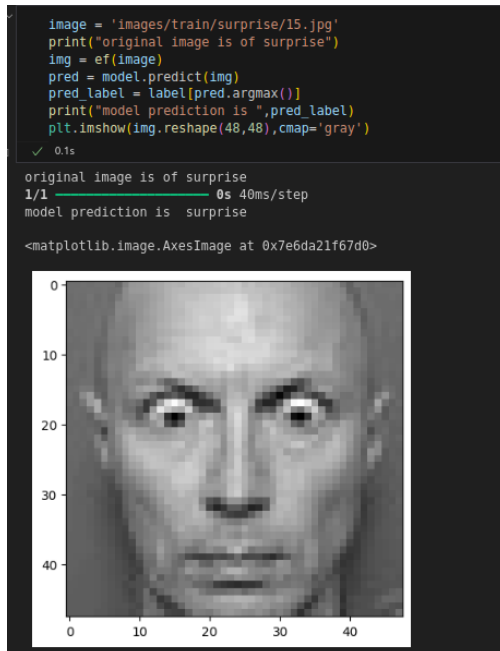 image = 'images/train/surprise/15.jpg'
print("original image is of surprise")
img = ef(image)
pred = model.predict(img)
pred_label = label[pred.argmax()]
print("model prediction is ",pred_label)
plt.imshow(img.reshape(48,48),cmap='gray')
0.1s
original image is of surprise
1/1 ━━━━━━━━━━━━━━━━━━━━ 0s 40ms/step
model prediction is  surprise
<matplotlib.image.AxesImage at 0x7e6da21f67d0>
0
10
20
30
40
0 10 20 30 40